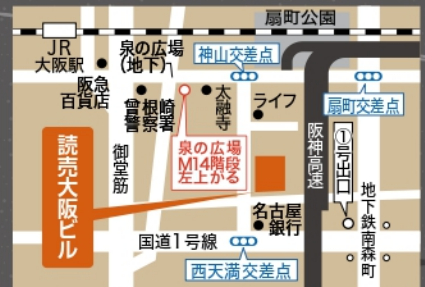 扇町公園
JR
大阪駅
泉の広場
（地下）
神山交差点
阪急
百貨店
曾根崎
警察署
太融寺
ライフ
扇町交差点
泉の広場
M14階段
左上がる
読売大阪ビル
御堂筋
阪神高速
①号出口
地下鉄南森町
名古屋
銀行
国道1号線
西天満交差点